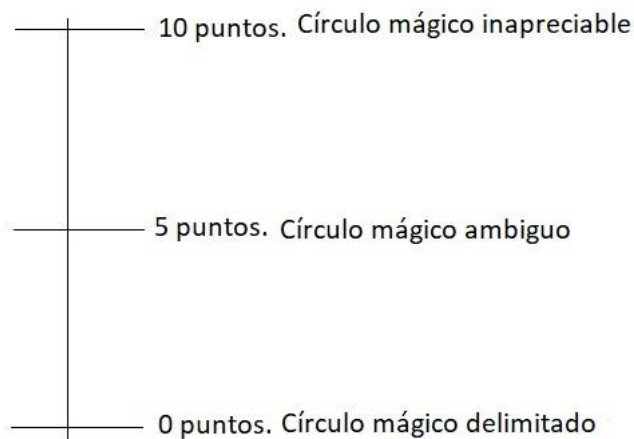 10 puntos. Círculo mágico inapreciable
5 puntos. Círculo mágico ambiguo
0 puntos. Círculo mágico delimitado